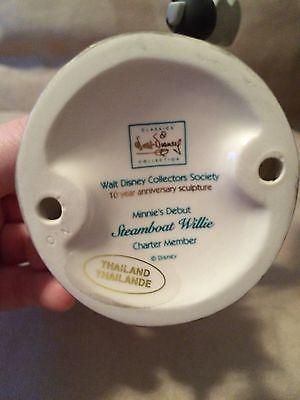 CLASSICS
Walt Disney
COLLECTION
Walt Disney Collectors Society
10 year anniversary sculpture
Minnie's Debut
Steamboat Willie
Charter Member
© Disney
THAILAND
THAILANDE